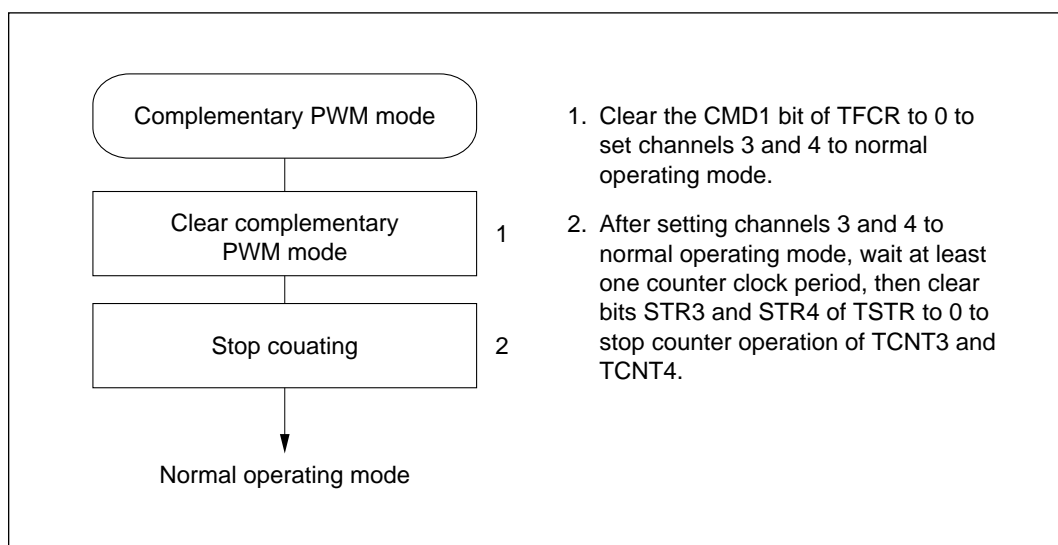 Complementary PWM mode
Clear complementary
PWM mode
1
Stop couating
2
Normal operating mode
1. Clear the CMD1 bit of TFCR to 0 to
set channels 3 and 4 to normal
operating mode.
2. After setting channels 3 and 4 to
normal operating mode, wait at least
one counter clock period, then clear
bits STR3 and STR4 of TSTR to 0 to
stop counter operation of TCNT3 and
TCNT4.